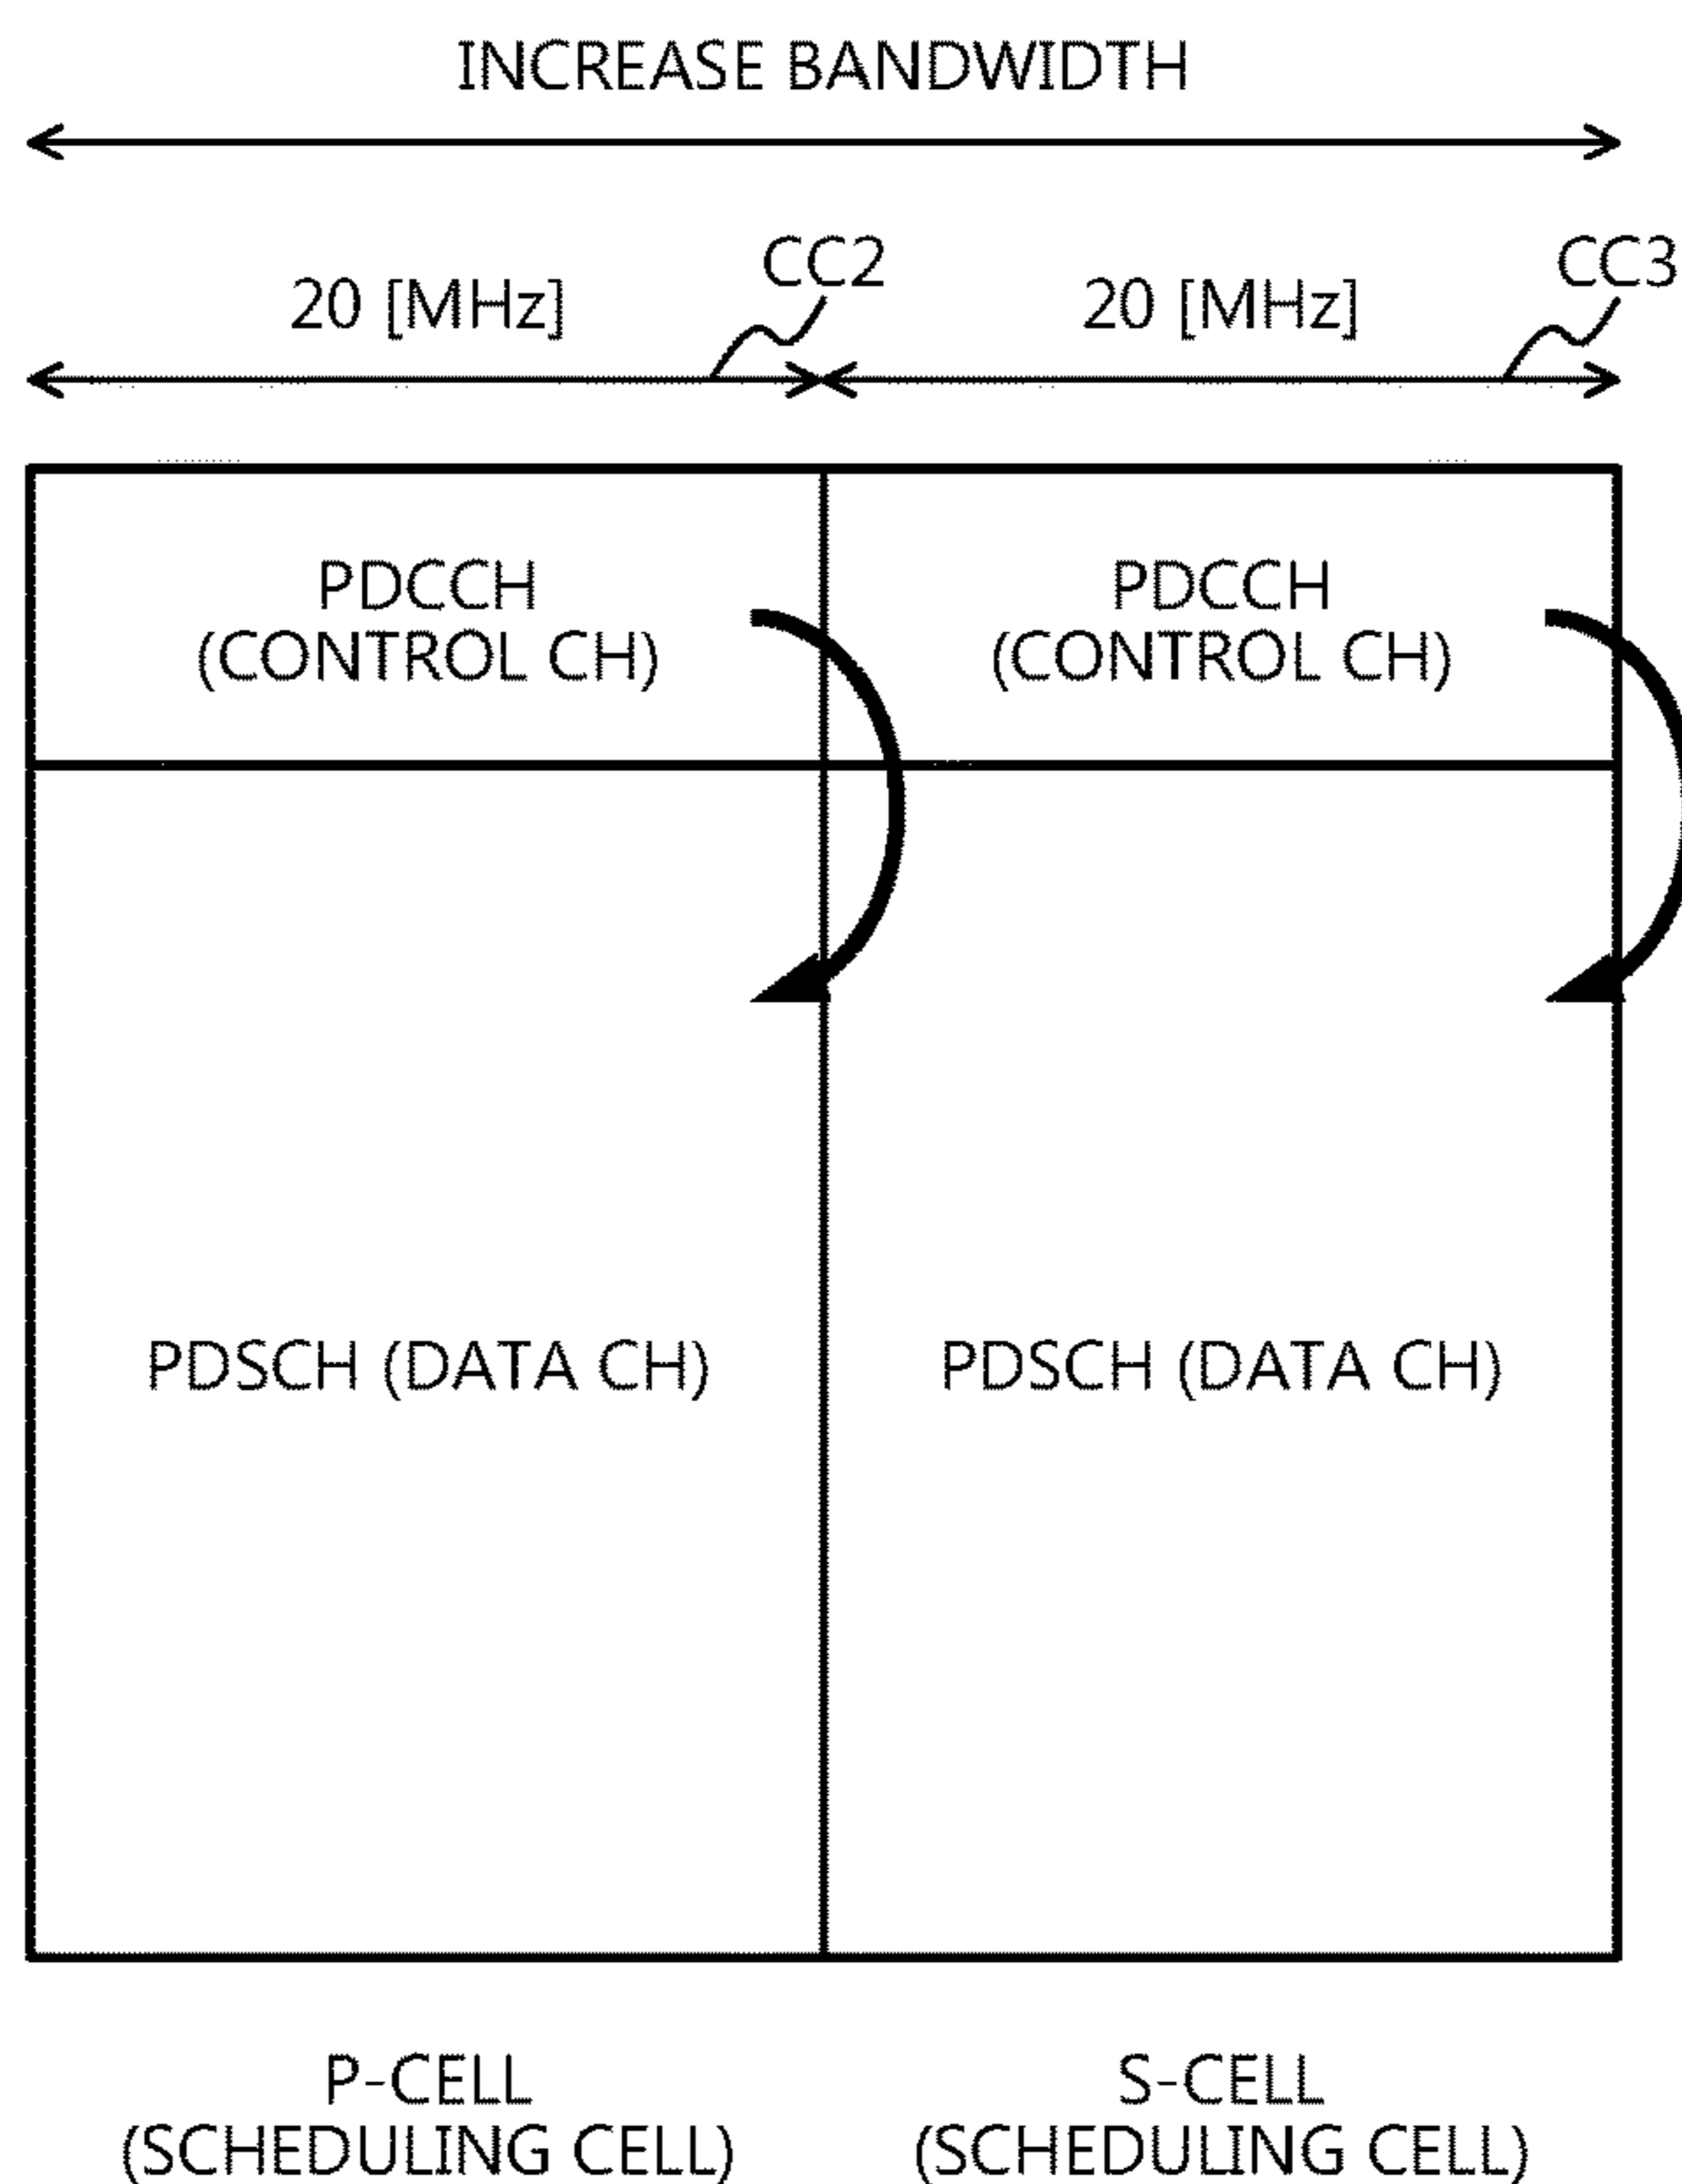 INCREASE BANDWIDTH
CC2
CC3
20 [MHz]
20 [MHz]
PDCCH
(CONTROL CH)
PDCCH
(CONTROL CH)
PDSCH (DATA CH)
PDSCH (DATA CH)
P-CELL
(SCHEDULING CELL)
S-CELL
(SCHEDULING CELL)